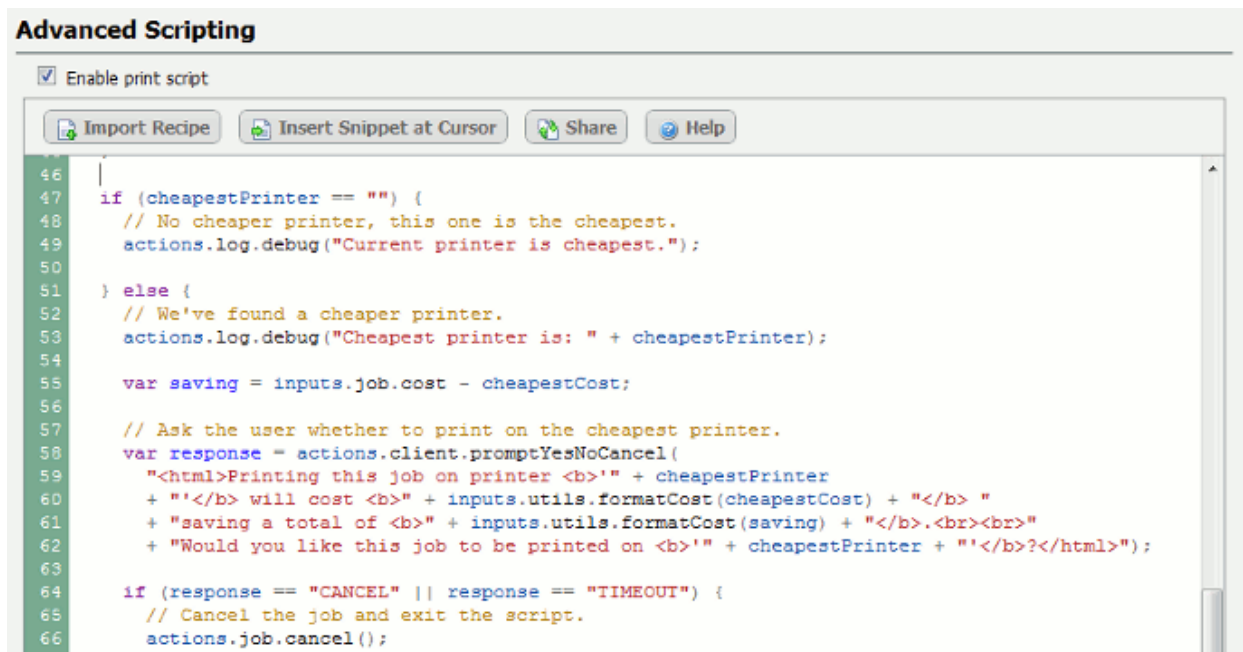 Advanced Scripting
Enable print script
Import Recipe Insert Snippet at Cursor Share Help
46
47 if (cheapestPrinter == "") {
48 // No cheaper printer, this one is the cheapest.
49 actions.log.debug("Current printer is cheapest.");
50
51 } else {
52 // We've found a cheaper printer.
53 actions.log.debug("Cheapest printer is: " + cheapestPrinter);
54
55 var saving = inputs.job.cost - cheapestCost;
56
57 // Ask the user whether to print on the cheapest printer.
58 var response = actions.client.promptYesNoCancel(
59 "<html>Printing this job on printer <b>'" + cheapestPrinter
60 + "'</b> will cost <b>" + inputs.utils.formatCost(cheapestCost) + "</b> "
61 + "saving a total of <b>" + inputs.utils.formatCost(saving) + "</b>.<br><br>"
62 + "Would you like this job to be printed on <b>'" + cheapestPrinter + "'</b>?</html>");
63
64 if (response == "CANCEL" || response == "TIMEOUT") {
65 // Cancel the job and exit the script.
66 actions.job.cancel();